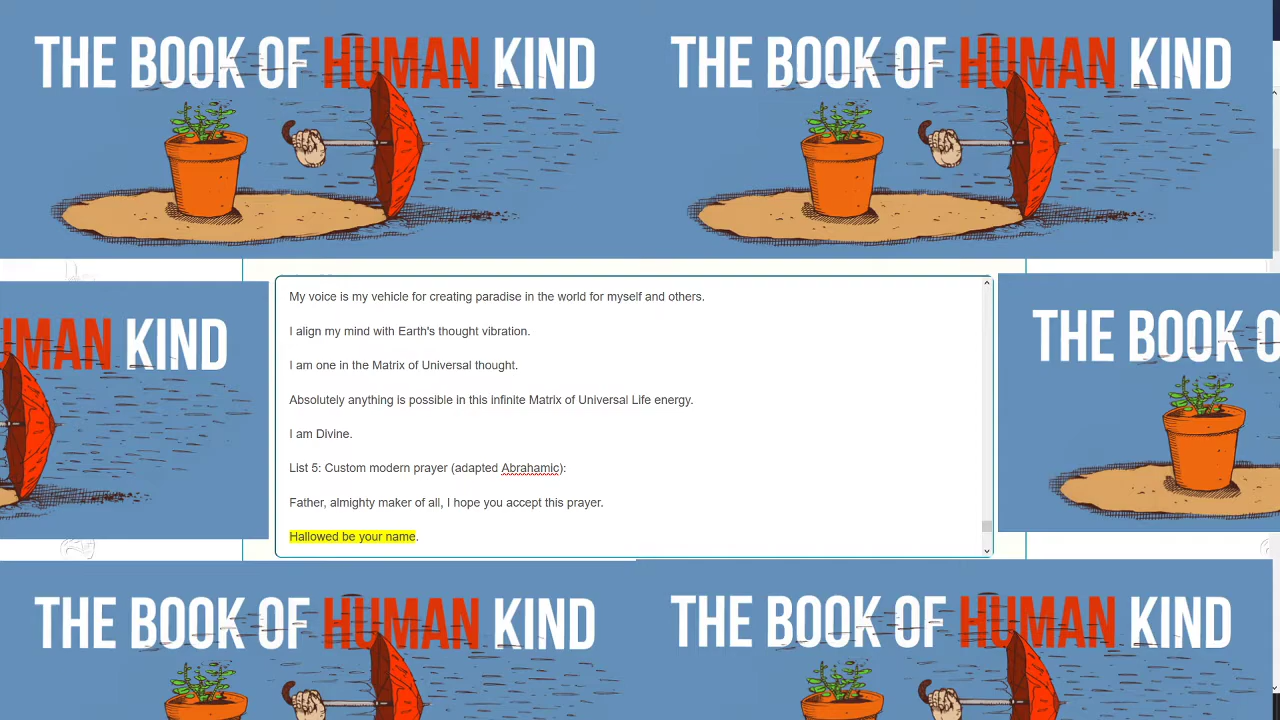 THE BOOK OF HUMAN KIND
THE BOOK OF HUMAN KIND
My voice is my vehicle for creating paradise in the world for myself and others.
I align my mind with Earth's thought vibration.
UMAN KIND
THE BOOK O
I am one in the Matrix of Universal thought.
Absolutely anything is possible in this infinite Matrix of Universal Life energy.
I am Divine.
List 5: Custom modern prayer (adapted Abrahamic):
Father, almighty maker of all, I hope you accept this prayer.
Hallowed be your name.
THE BOOK OF HUMAN KIND
THE BOOK OF HUMAN KIND